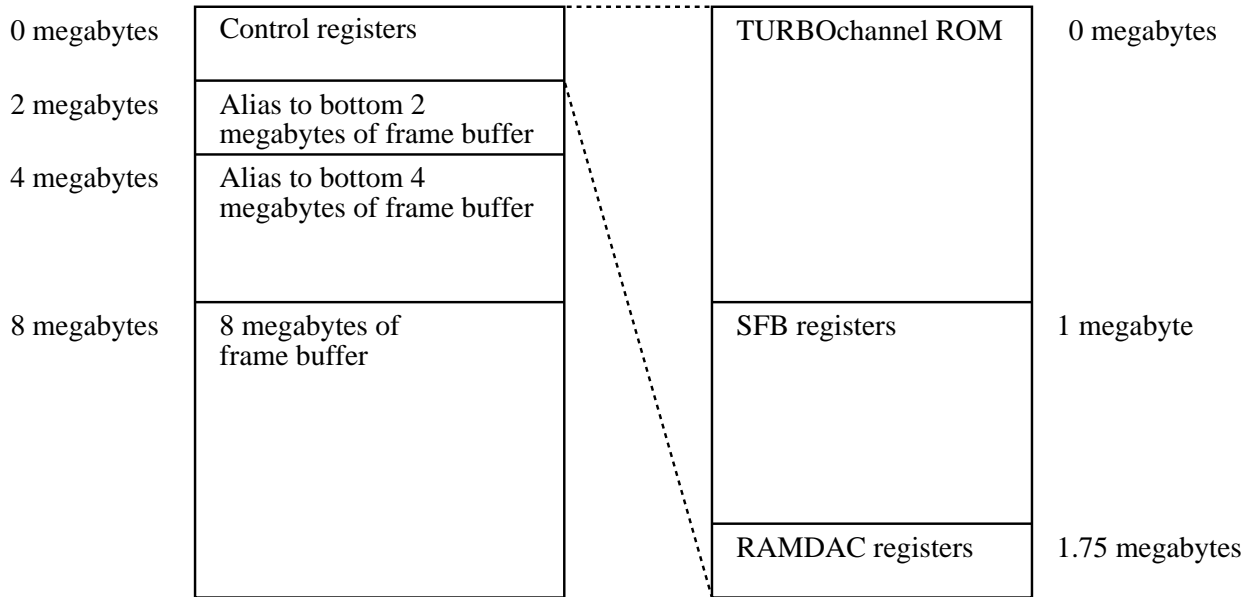 0 megabytes
Control registers
TURBOchannel ROM
0 megabytes
2 megabytes
Alias to bottom 2
megabytes of frame buffer
4 megabytes
Alias to bottom 4
megabytes of frame buffer
8 megabytes
8 megabytes of
frame buffer
SFB registers
1 megabyte
RAMDAC registers
1.75 megabytes